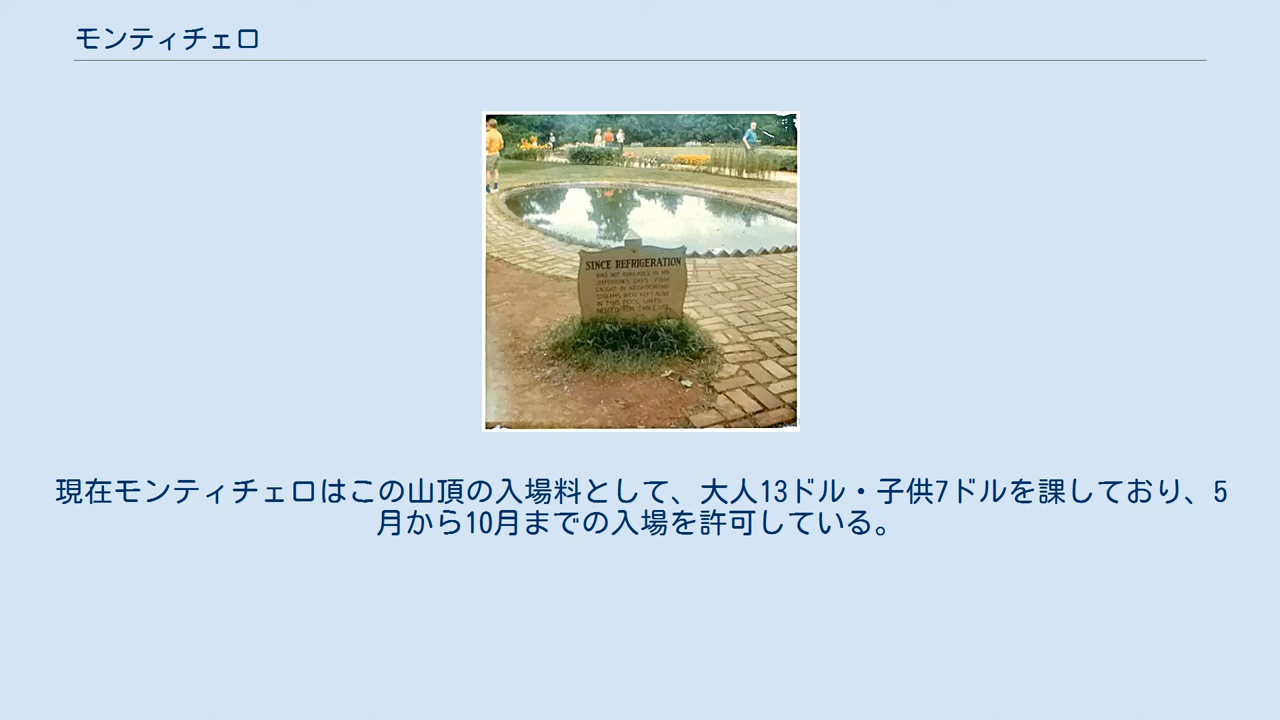 モンティチェロ
SINCE REFRIGERATION
WAS NOT AVAILABLE IN MR
JEFFERSON'S DAYS, FISH
CAUGHT IN NEIGHBORING
STREAMS WERE KEPT ALIVE
IN THIS POOL UNTIL
NEEDED FOR TABLE USE
現在モンティチェロはこの山頂の入場料として、大人13ドル・子供7ドルを課しており、5
月から10月までの入場を許可している。